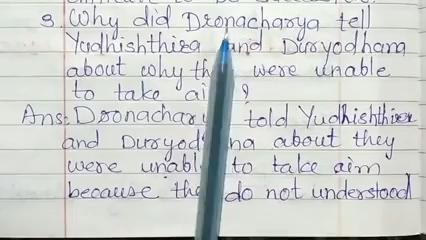 3. Why did Dronacharya tell
Yudhishthira and Duryodhana
about why they were unable
to take aim?
Ans: Dronacharya told Yudhishthira
and Duryodhana about they
were unable to take aim
because they do not understood